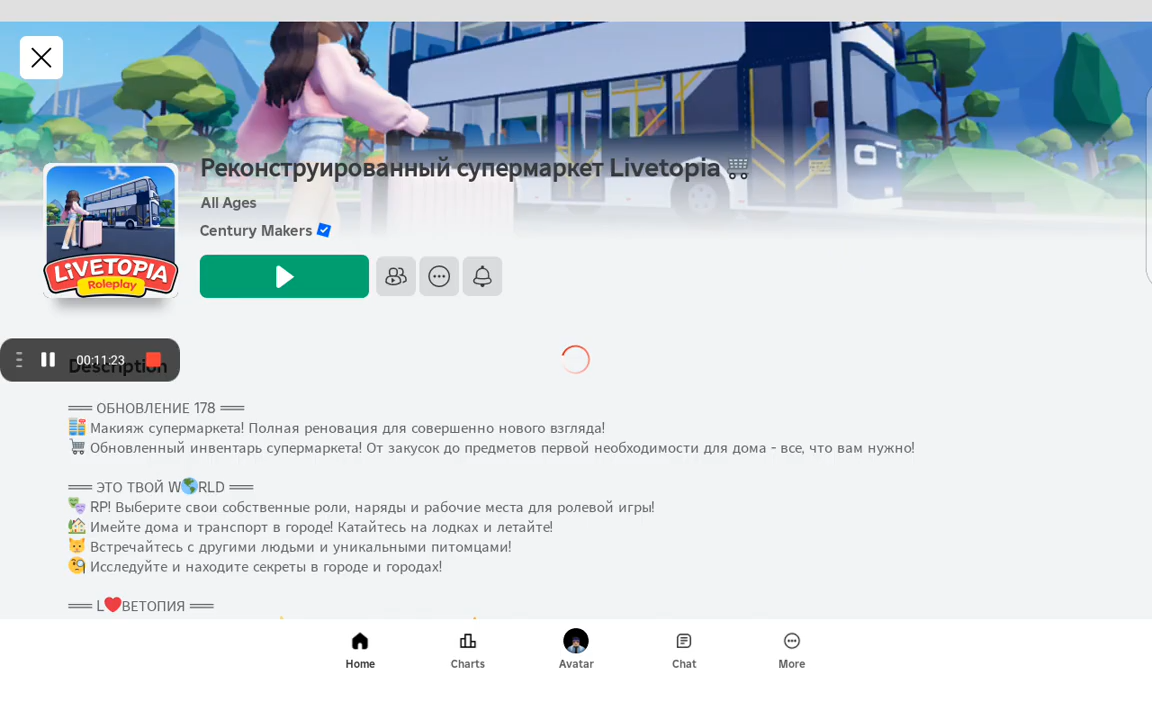 Реконструированный супермаркет Livetopia 🛒
All Ages
Century Makers
LiVETOPIA
Roleplay
00:11:23
Description
═══ ОБНОВЛЕНИЕ 178 ═══
🏪 Макияж супермаркета! Полная реновация для совершенно нового взгляда!
🛒 Обновленный инвентарь супермаркета! От закусок до предметов первой необходимости для дома - все, что вам нужно!
═══ ЭТО ТВОЙ W🌎RLD ═══
🎭 RP! Выберите свои собственные роли, наряды и рабочие места для ролевой игры!
🏡 Имейте дома и транспорт в городе! Катайтесь на лодках и летайте!
🐱 Встречайтесь с другими людьми и уникальными питомцами!
🧐 Исследуйте и находите секреты в городе и городах!
═══ L❤️ВЕТОПИЯ ═══
Home
Charts
Avatar
Chat
More